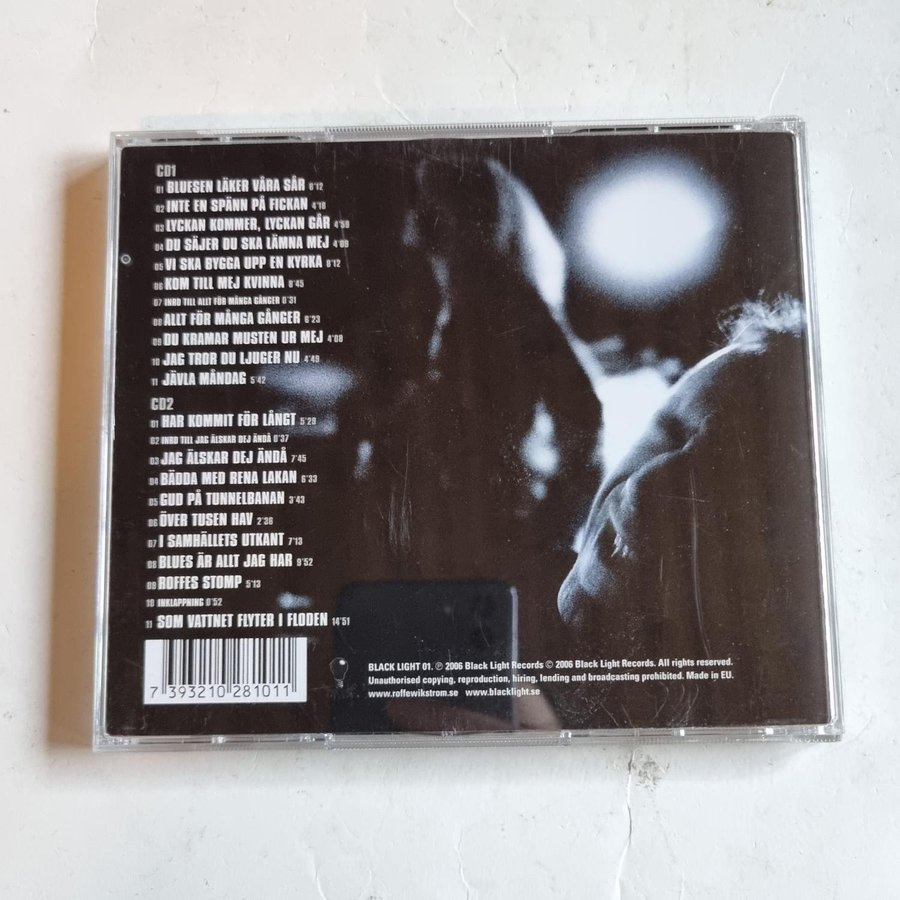 CD1
01 BLUESEN LÄKER VÅRA SÅR 8'12
02 INTE EN SPÄNN PÅ FICKAN 4'18
03 LYCKAN KOMMER, LYCKAN GÅR 4'50
04 DU SÄJER DU SKA LÄMNA MEJ 4'09
05 VI SKA BYGGA UPP EN KYRKA 8'12
06 KOM TILL MEJ KVINNA 8'45
07 INRO TILL ALLT FÖR MÅNGA GÅNGER 0'31
08 ALLT FÖR MÅNGA GÅNGER 6'23
09 DU KRAMAR MUSTEN UR MEJ 4'08
10 JAG TROR DU LJUGER NU 4'49
11 JÄVLA MÅNDAG 5'42
CD2
01 HAR KOMMIT FÖR LÅNGT 5'29
02 INRO TILL JAG ÄLSKAR DEJ ÄNDÅ 0'37
03 JAG ÄLSKAR DEJ ÄNDÅ 7'45
04 BÄDDA MED RENA LAKAN 6'33
05 GUD PÅ TUNNELBANAN 3'43
06 ÖVER TUSEN HAV 2'36
07 I SAMHÄLLETS UTKANT 7'13
08 BLUES ÄR ALLT JAG HAR 9'52
09 ROFFES STOMP 5'13
10 INKLAPPNING 0'52
11 SOM VATTNET FLYTER I FLODEN 14'51
7 393210 281011
BLACK LIGHT 01. ℗ 2006 Black Light Records © 2006 Black Light Records. All rights reserved.
Unauthorised copying, reproduction, hiring, lending and broadcasting prohibited. Made in EU.
www.roffewikstrom.se www.blacklight.se